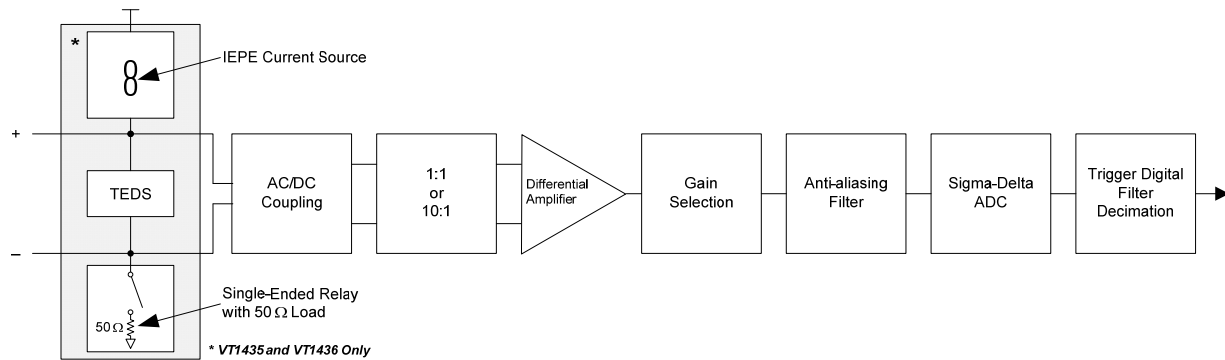 *
IEPE Current Source
+
TEDS
−
AC/DC
Coupling
1:1
or
10:1
Differential
Amplifier
Gain
Selection
Anti-aliasing
Filter
Sigma-Delta
ADC
Trigger Digital
Filter
Decimation
Single-Ended Relay
with 50 Ω Load
50 Ω
* VT1435 and VT1436 Only